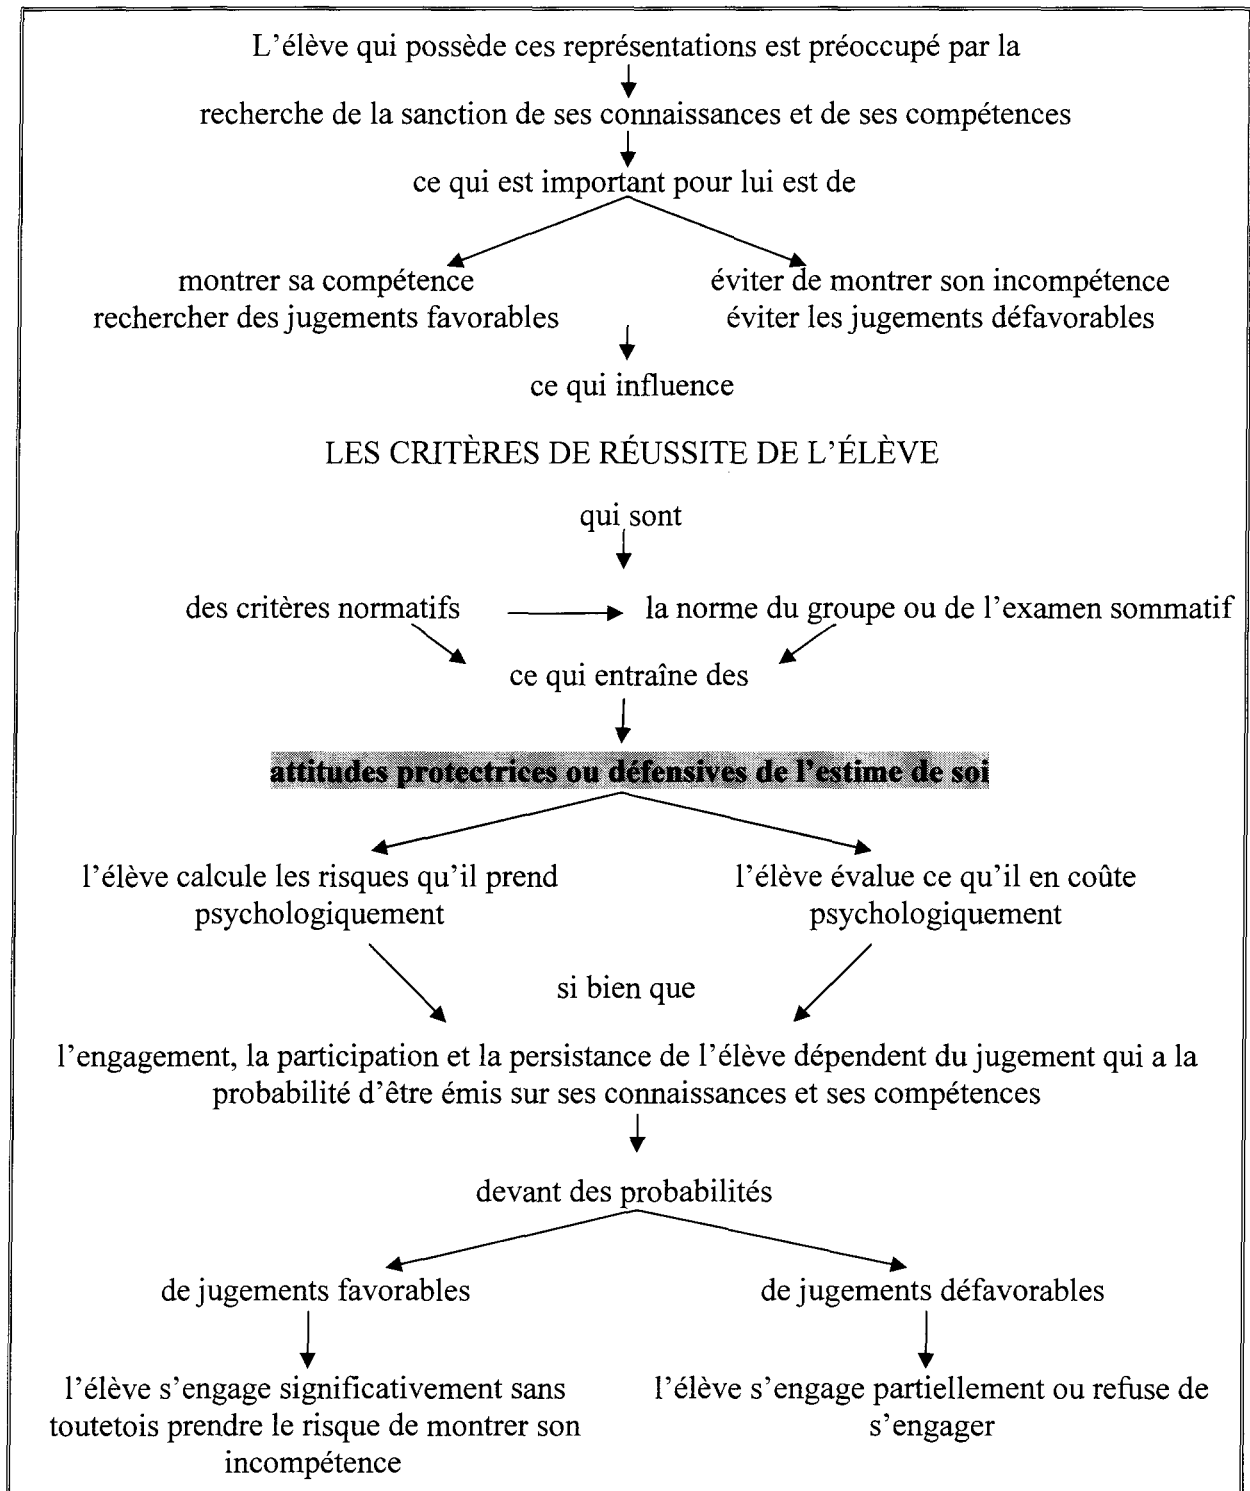 L'élève qui possède ces représentations est préoccupé par la
recherche de la sanction de ses connaissances et de ses compétences
ce qui est important pour lui est de
montrer sa compétence
rechercher des jugements favorables
éviter de montrer son incompétence
éviter les jugements défavorables
ce qui influence
LES CRITÈRES DE RÉUSSITE DE L'ÉLÈVE
qui sont
des critères normatifs
la norme du groupe ou de l'examen sommatif
ce qui entraîne des
attitudes protectrices ou défensives de l'estime de soi
l'élève calcule les risques qu'il prend
psychologiquement
l'élève évalue ce qu'il en coûte
psychologiquement
si bien que
l'engagement, la participation et la persistance de l'élève dépendent du jugement qui a la
probabilité d'être émis sur ses connaissances et ses compétences
devant des probabilités
de jugements favorables
de jugements défavorables
l'élève s'engage significativement sans
toutetois prendre le risque de montrer son
incompétence
l'élève s'engage partiellement ou refuse de
s'engager